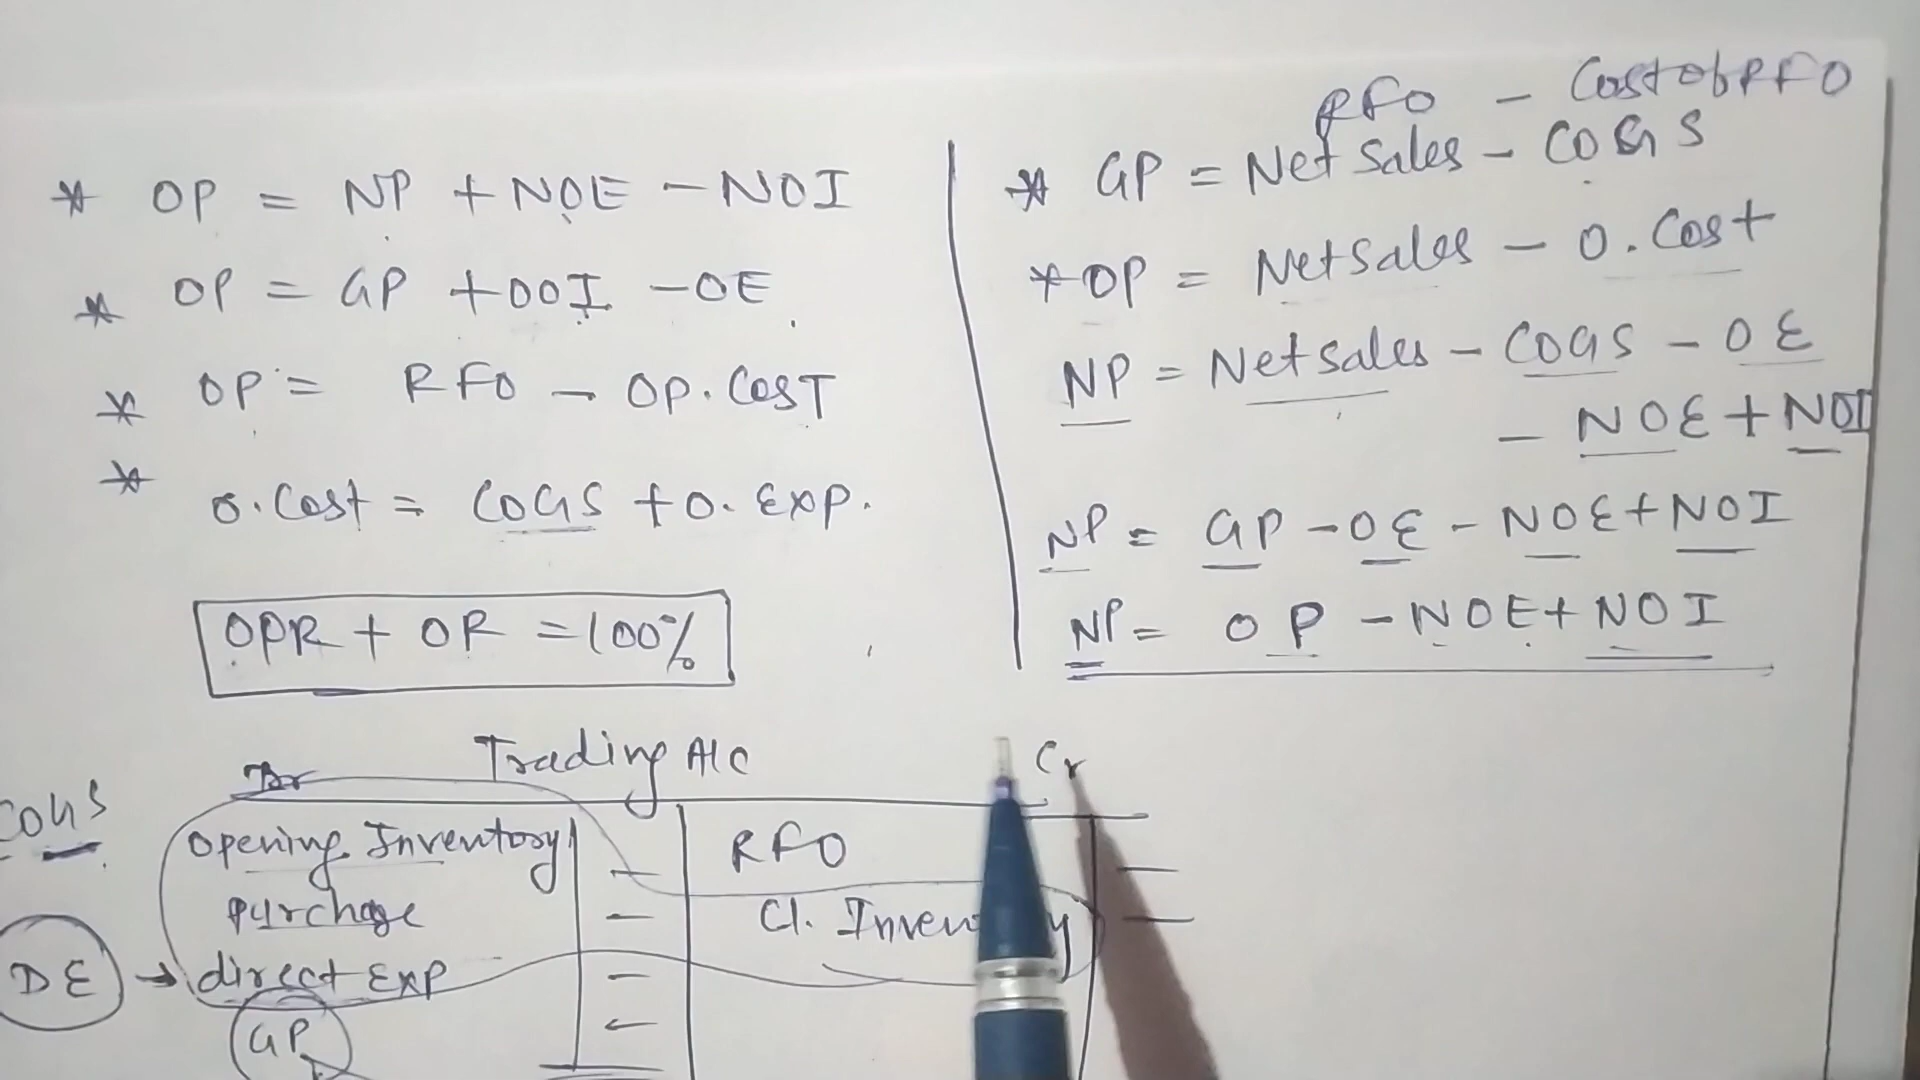 * OP = NP + NOE - NOI
* OP = GP + OOI - OE
* OP = RFO - OP. COST
* O. Cost = COGS + O. Exp.
OPR + OR = 100%
RFO - Cost of RFO
* GP = Net Sales - COGS
* OP = Net Sales - O. Cost
NP = Net sales - COGS - OE
- NOE + NOI
NP = GP - OE - NOE + NOI
NP = OP - NOE + NOI
Dr Trading A/C Cr
COGS
Opening Inventory RFO
Purchase Cl. Inventory
DE → direct Exp
GP